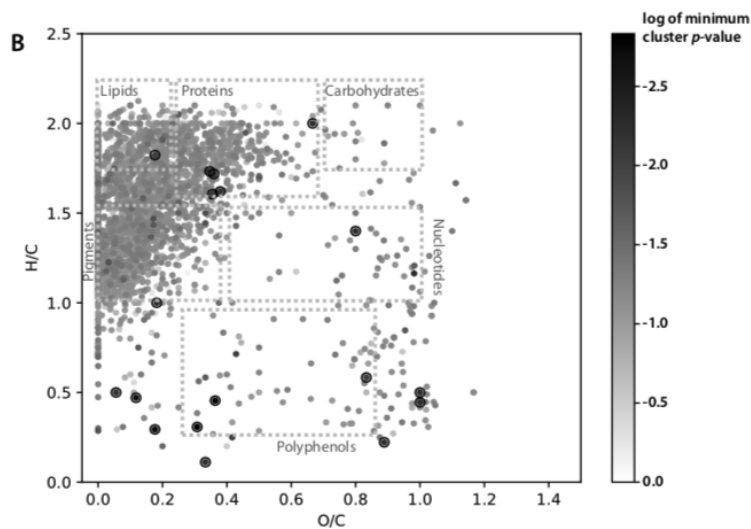 B
log of minimum
cluster p-value
2.5
2.0
1.5
1.0
0.5
0.0
H/C
0.0
0.2
0.4
0.6
0.8
1.0
1.2
1.4
O/C
Lipids
Proteins
Carbohydrates
Pigments
Nucleotides
Polyphenols
-2.5
-2.0
-1.5
-1.0
-0.5
0.0